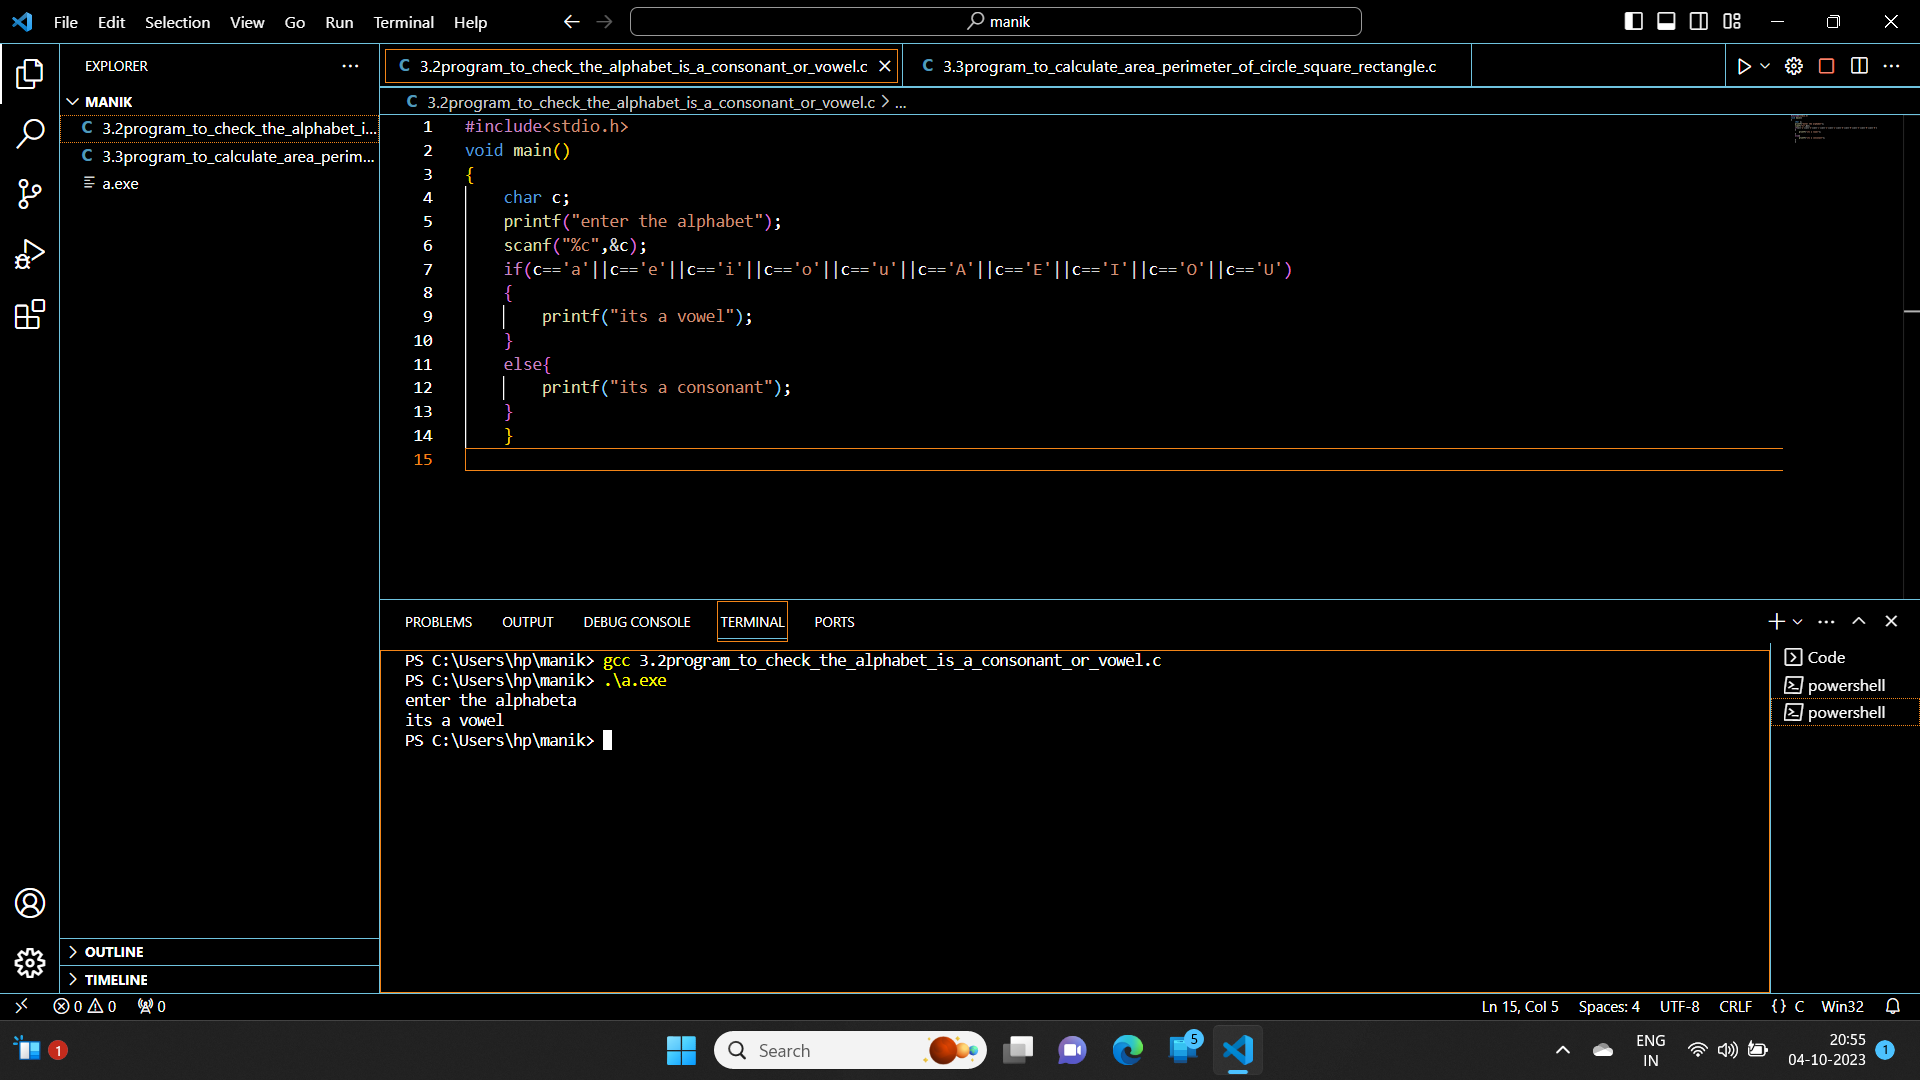 File Edit Selection View Go Run Terminal Help
manik
EXPLORER
MANIK
C 3.2program_to_check_the_alphabet_i...
C 3.3program_to_calculate_area_perim...
a.exe
C 3.2program_to_check_the_alphabet_is_a_consonant_or_vowel.c
C 3.3program_to_calculate_area_perimeter_of_circle_square_rectangle.c
C 3.2program_to_check_the_alphabet_is_a_consonant_or_vowel.c > ...
1 #include<stdio.h>
2 void main()
3 {
4 char c;
5 printf("enter the alphabet");
6 scanf("%c",&c);
7 if(c=='a'||c=='e'||c=='i'||c=='o'||c=='u'||c=='A'||c=='E'||c=='I'||c=='O'||c=='U')
8 {
9 printf("its a vowel");
10 }
11 else{
12 printf("its a consonant");
13 }
14 }
15
PROBLEMS OUTPUT DEBUG CONSOLE TERMINAL PORTS
PS C:\Users\hp\manik> gcc 3.2program_to_check_the_alphabet_is_a_consonant_or_vowel.c
PS C:\Users\hp\manik> .\a.exe
enter the alphabeta
its a vowel
PS C:\Users\hp\manik>
Code
powershell
powershell
OUTLINE
TIMELINE
0 0 0
Ln 15, Col 5 Spaces: 4 UTF-8 CRLF {} C Win32
1
Search
5
ENG
IN
20:55
04-10-2023
1